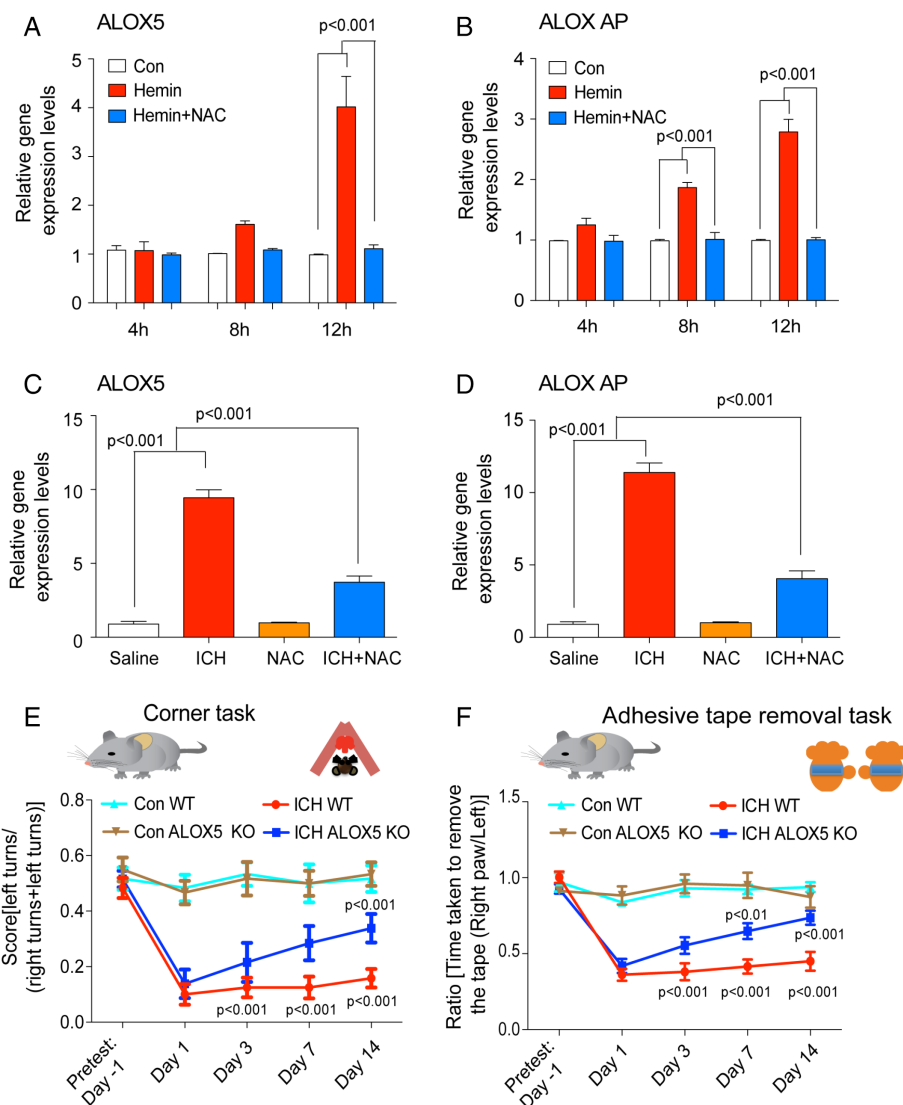 A ALOX5
p<0.001
Con
Hemin
Hemin+NAC
Relative gene
expression levels
5
4
3
2
1
0
4h 8h 12h
B ALOX AP
Con
Hemin
Hemin+NAC
p<0.001
p<0.001
Relative gene
expression levels
4
3
2
1
0
4h 8h 12h
C ALOX5
p<0.001
p<0.001
Relative gene
expression levels
15
10
5
0
Saline ICH NAC ICH+NAC
D ALOX AP
p<0.001
p<0.001
Relative gene
expression levels
15
10
5
0
Saline ICH NAC ICH+NAC
E Corner task
Con WT ICH WT
Con ALOX5 KO ICH ALOX5 KO
Score[left turns/
(right turns+left turns)]
0.8
0.6
0.4
0.2
0.0
p<0.001
p<0.001 p<0.001 p<0.001
Pretest:
Day -1
Day 1
Day 3
Day 7
Day 14
F Adhesive tape removal task
Con WT ICH WT
Con ALOX5 KO ICH ALOX5 KO
Ratio [Time taken to remove
the tape (Right paw/Left)]
1.5
1.0
0.5
0.0
p<0.01
p<0.001
p<0.001 p<0.001 p<0.001
Pretest:
Day -1
Day 1
Day 3
Day 7
Day 14